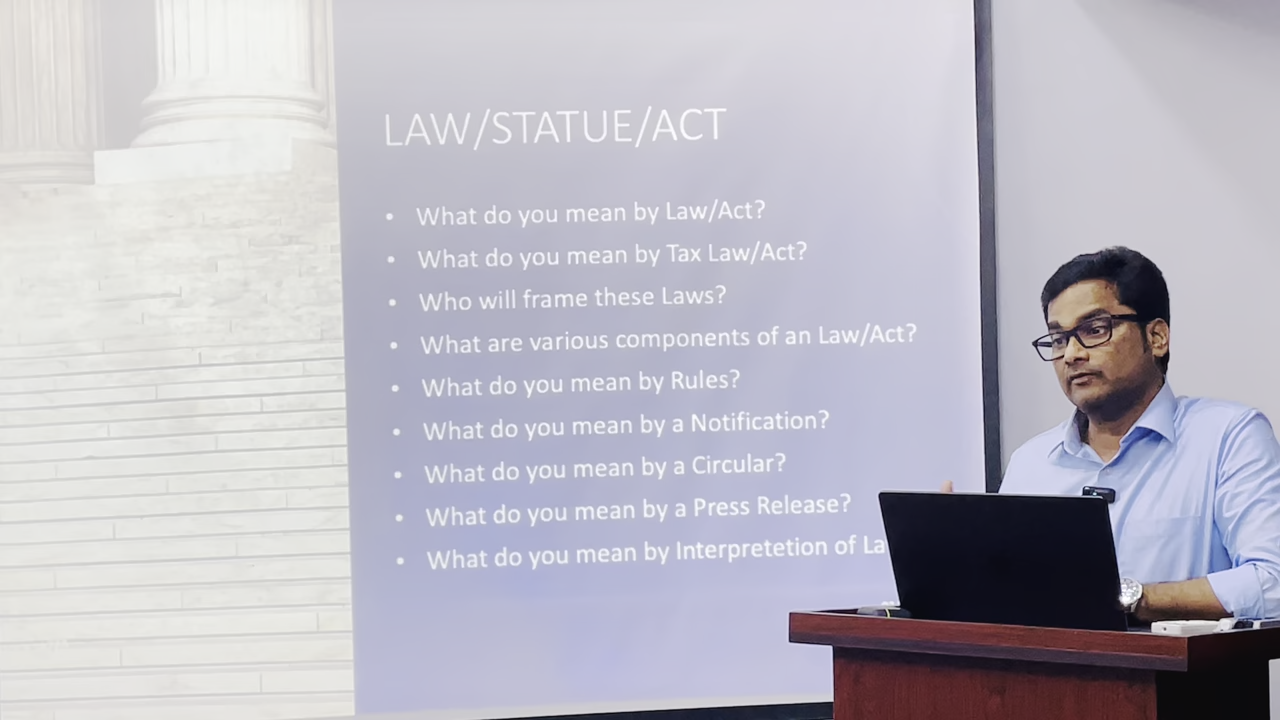 LAW/STATUE/ACT
• What do you mean by Law/Act?
• What do you mean by Tax Law/Act?
• Who will frame these Laws?
• What are various components of an Law/Act?
• What do you mean by Rules?
• What do you mean by a Notification?
• What do you mean by a Circular?
• What do you mean by a Press Release?
• What do you mean by Interpretetion of